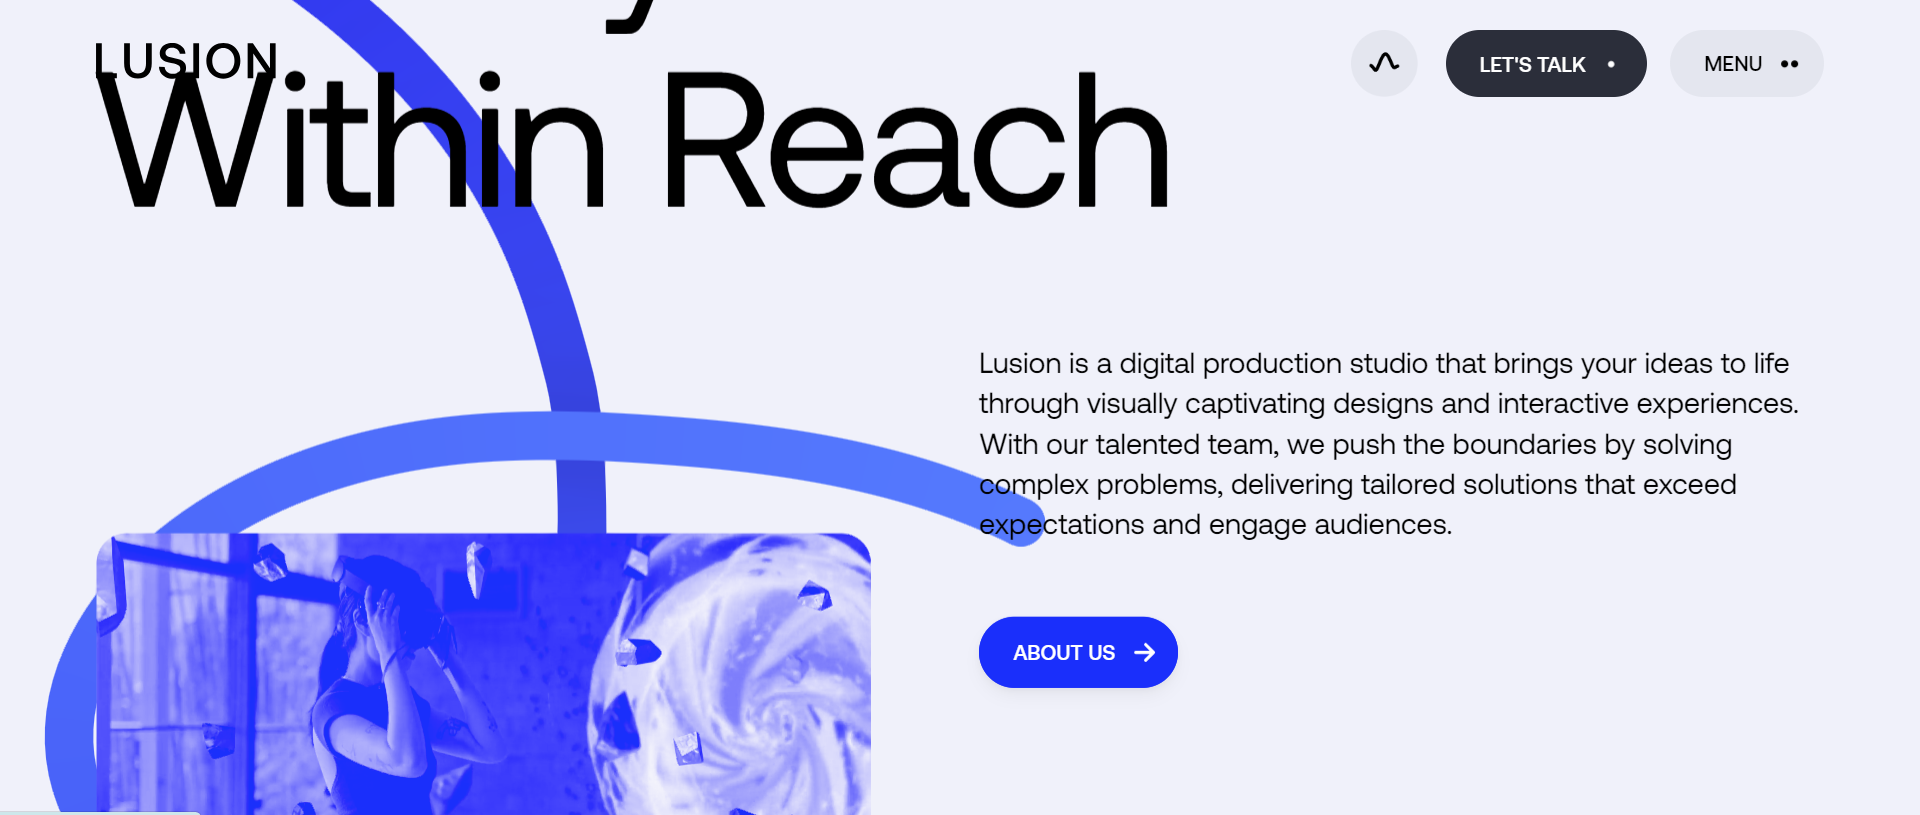 LUSION
LET'S TALK
MENU
Within Reach
Lusion is a digital production studio that brings your ideas to life
through visually captivating designs and interactive experiences.
With our talented team, we push the boundaries by solving
complex problems, delivering tailored solutions that exceed
expectations and engage audiences.
ABOUT US